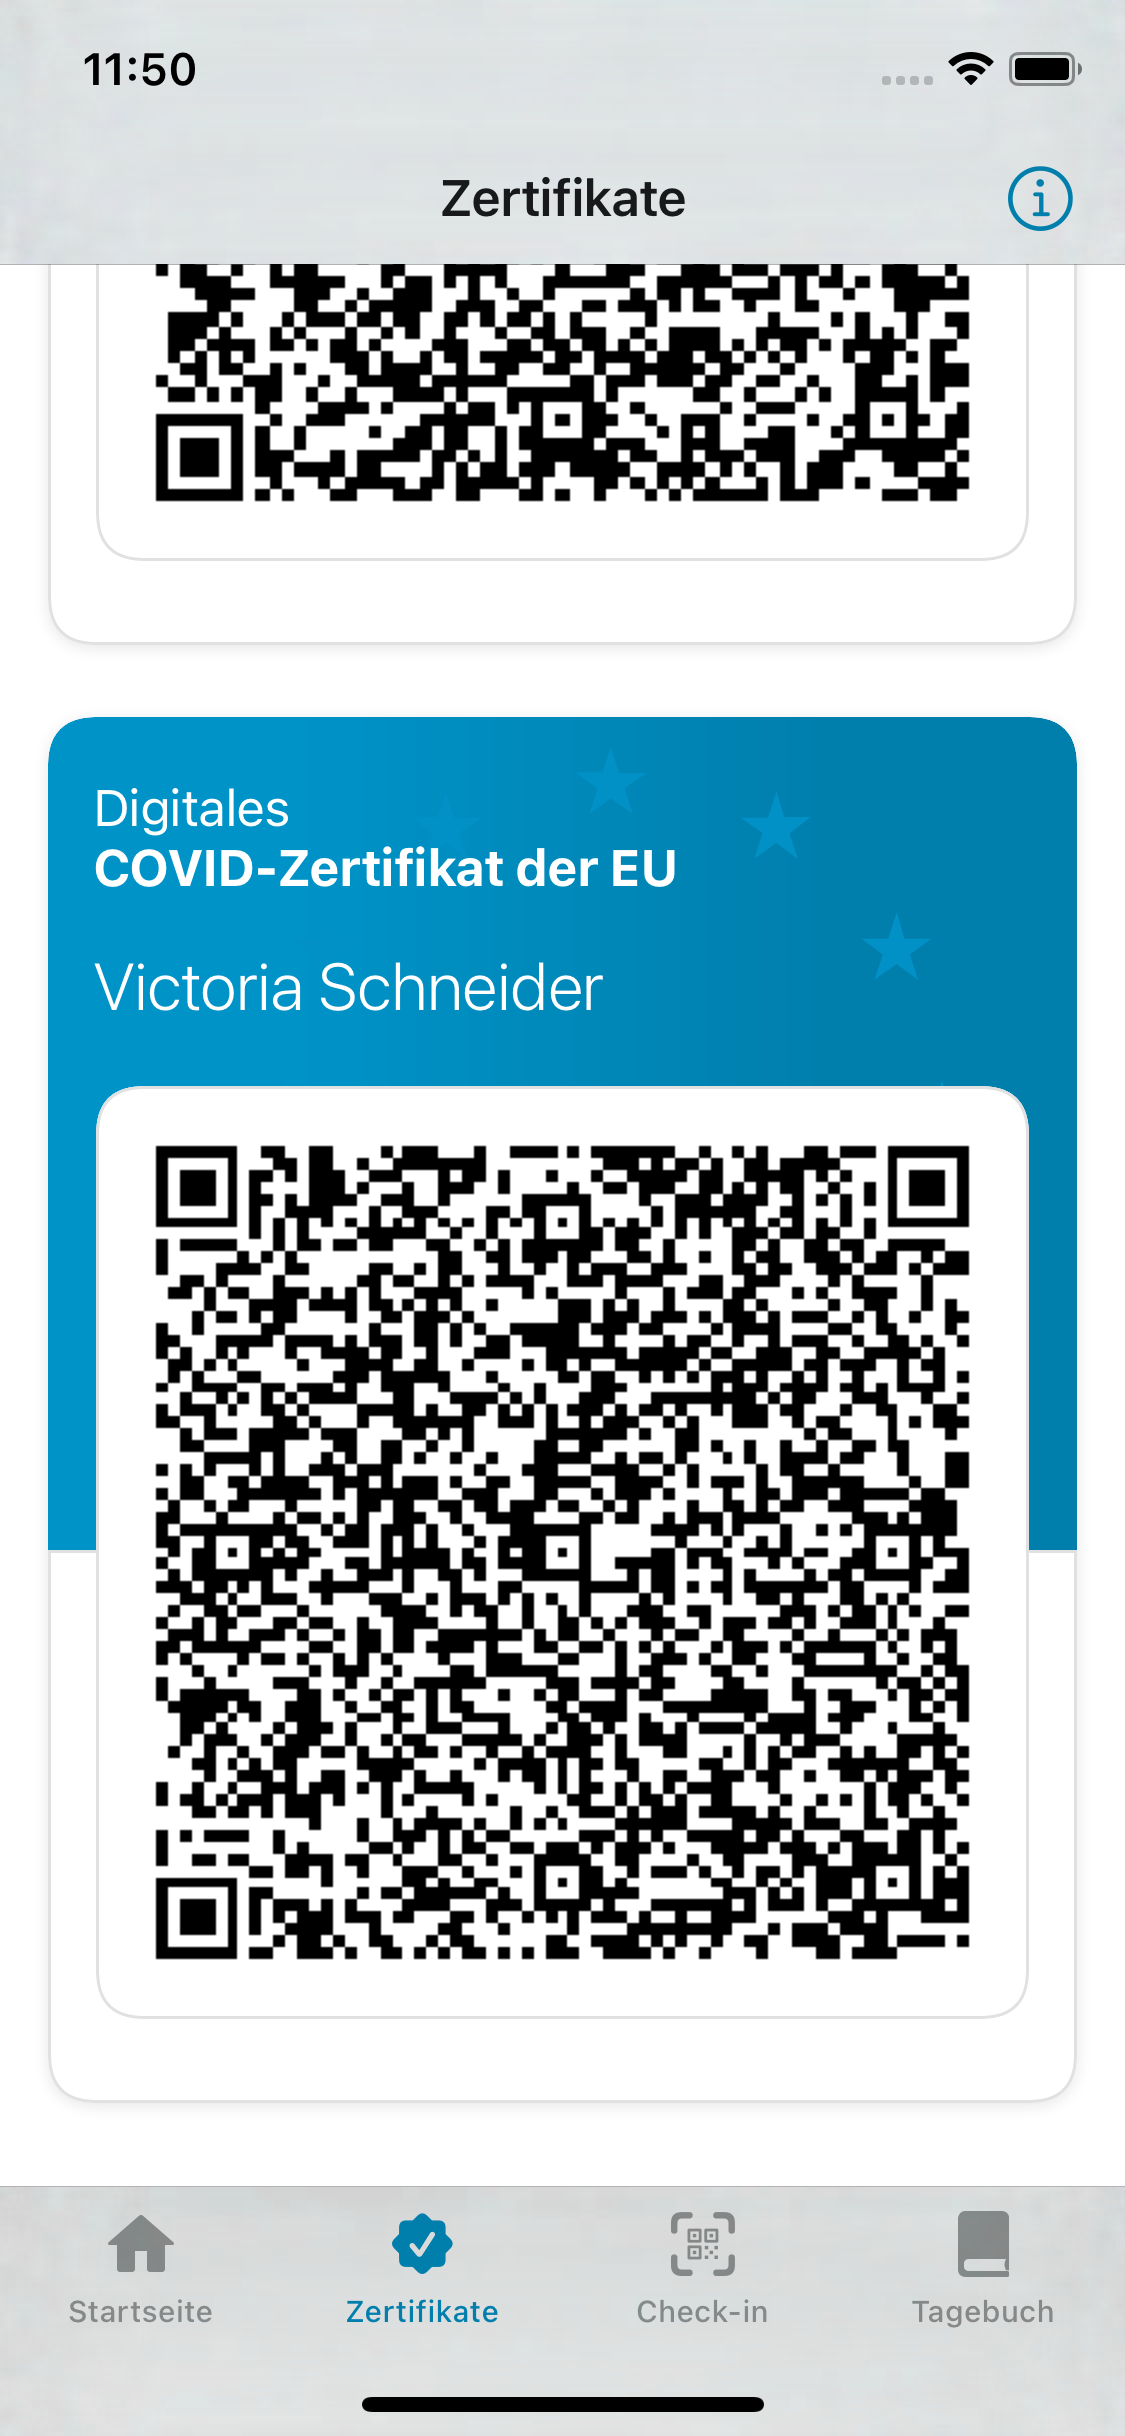 11:50
Zertifikate
Digitales
COVID-Zertifikat der EU
Victoria Schneider
Startseite
Zertifikate
Check-in
Tagebuch